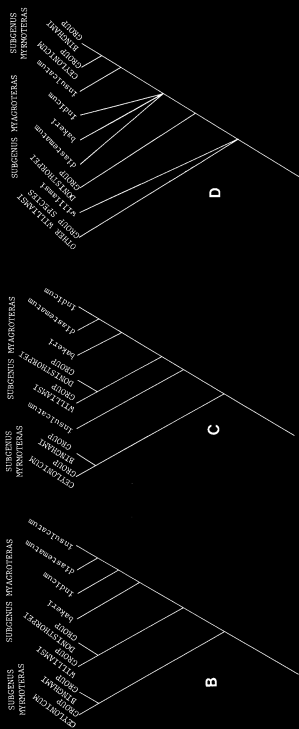 SUBGENUS
MYRMOTERAS
SUBGENUS MYAGROTERAS
CEYLONICUM
GROUP
BINGHAMI
GROUP
WILLIAMSI
GROUP
DONISTHORPEI
GROUP
bakeri
indicum
diastematum
insulcatum
B
SUBGENUS
MYRMOTERAS
SUBGENUS MYAGROTERAS
CEYLONICUM
GROUP
BINGHAMI
GROUP
insulcatum
WILLIAMSI
GROUP
DONISTHORPEI
GROUP
bakeri
diastematum
indicum
C
SUBGENUS MYAGROTERAS
SUBGENUS
MYRMOTERAS
OTHER WILLIAMSI
GROUP SPECIES
williamsi
DONISTHORPEI
GROUP
diastematum
bakeri
indicum
insulcatum
CEYLONICUM
GROUP
BINGHAMI
GROUP
D